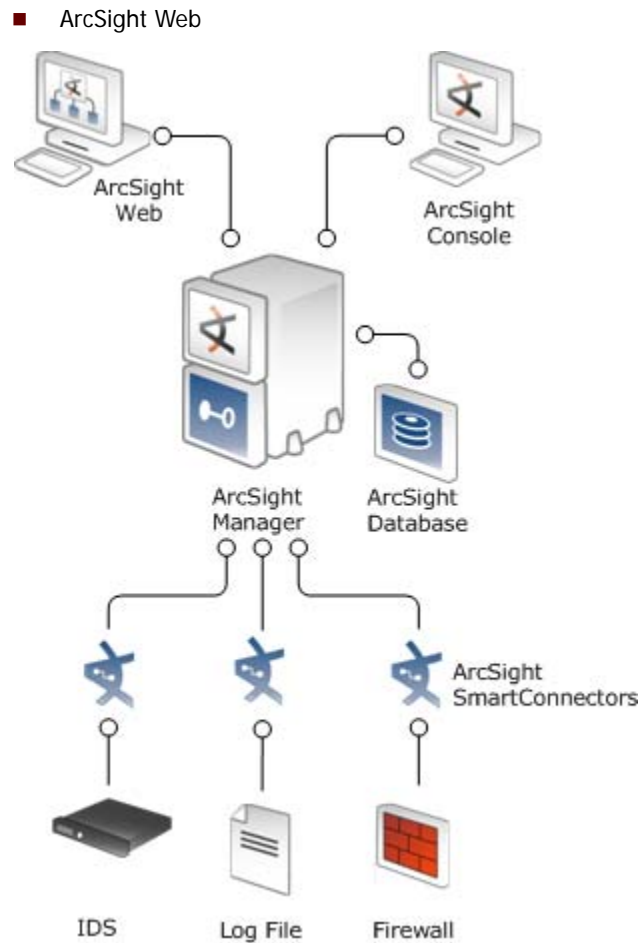 ■ ArcSight Web
ArcSight
Web
ArcSight
Console
ArcSight
Manager
ArcSight
Database
ArcSight
SmartConnectors
IDS
Log File
Firewall